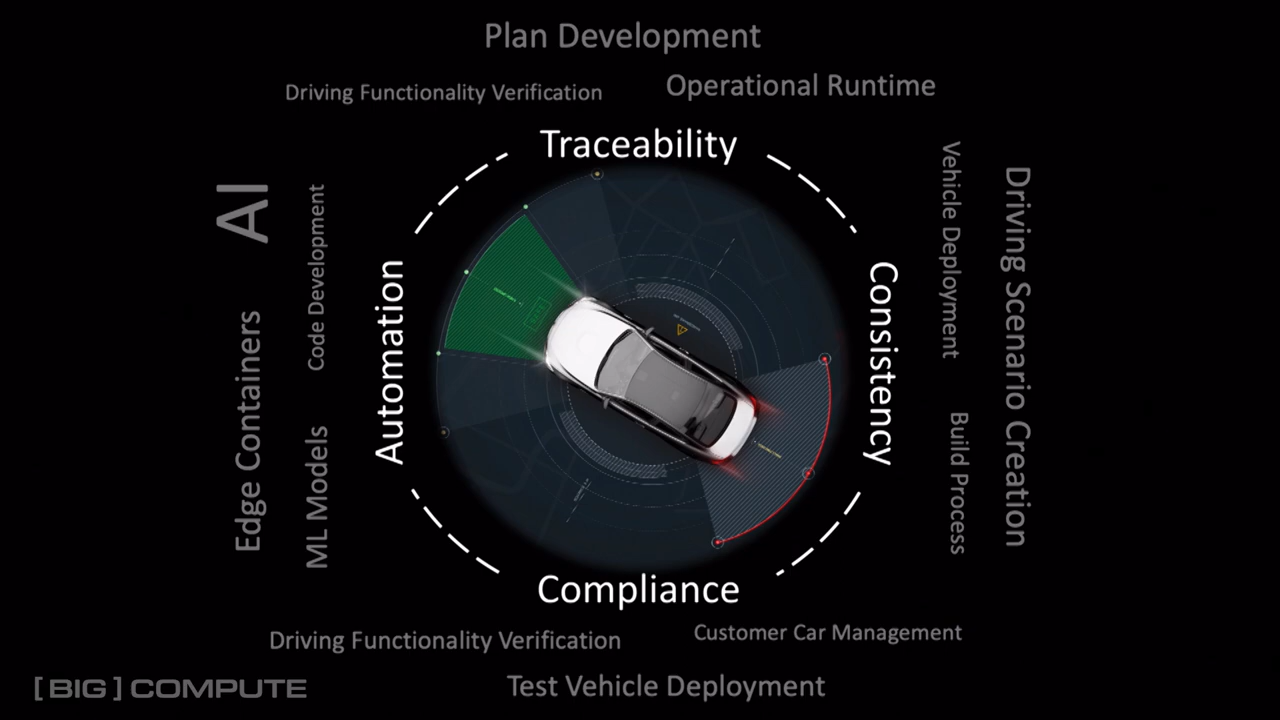 Plan Development
Driving Functionality Verification
Operational Runtime
Traceability
AI
Code Development
Automation
Edge Containers
ML Models
Consistency
Vehicle Deployment
Build Process
Driving Scenario Creation
Compliance
Driving Functionality Verification
Customer Car Management
Test Vehicle Deployment
[BIG] COMPUTE